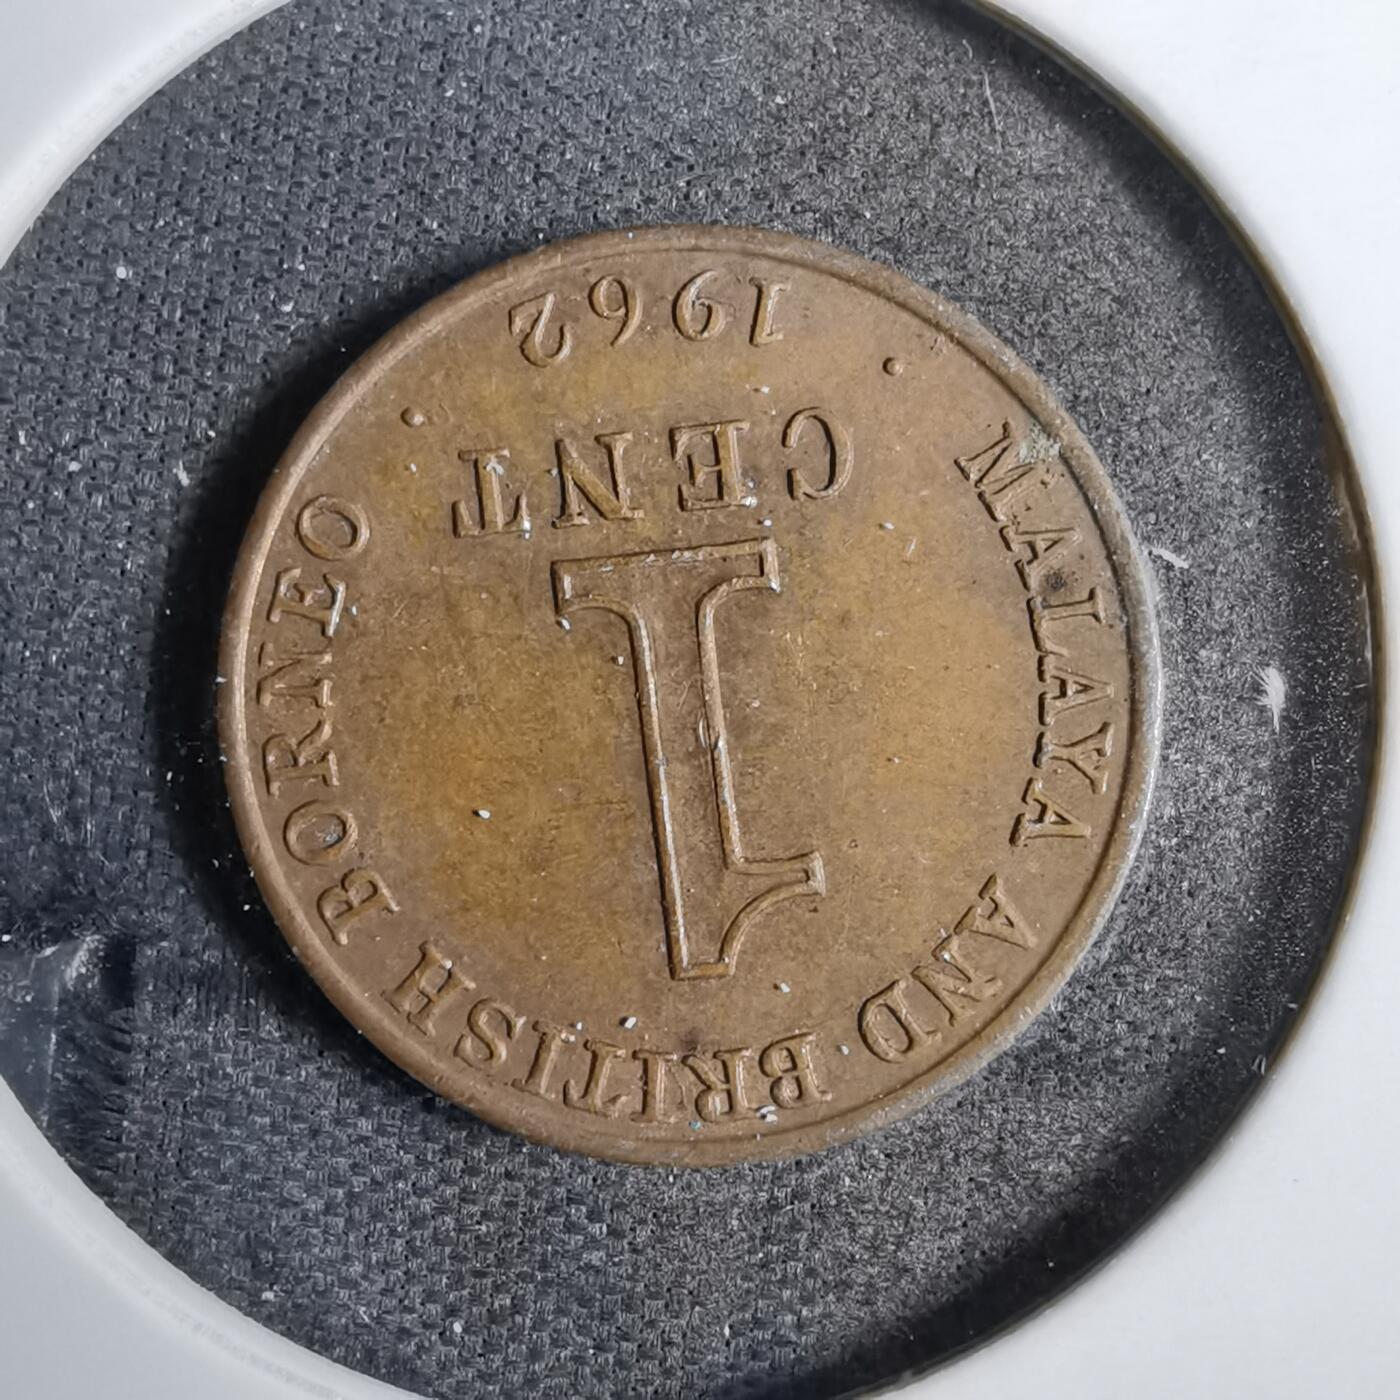 MALAYA AND BRITISH BORNEO
1
CENT
1962